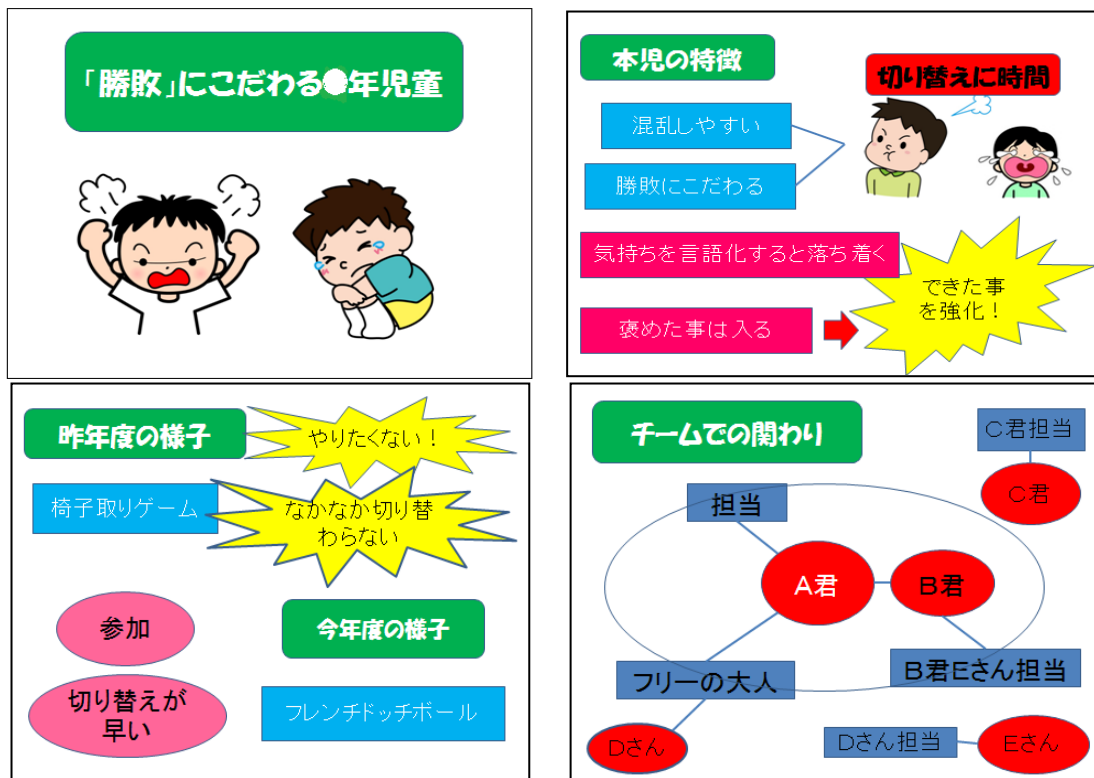 「勝敗」にこだわる●年児童
本児の特徴
切り替えに時間
混乱しやすい
勝敗にこだわる
気持ちを言語化すると落ち着く
褒めた事は入る
できた事
を強化！
昨年度の様子
やりたくない！
椅子取りゲーム
なかなか切り替
わらない
参加
切り替えが
早い
今年度の様子
フレンチドッチボール
チームでの関わり
C君担当
C君
担当
A君
B君
フリーの大人
B君Eさん担当
Dさん
Dさん担当
Eさん